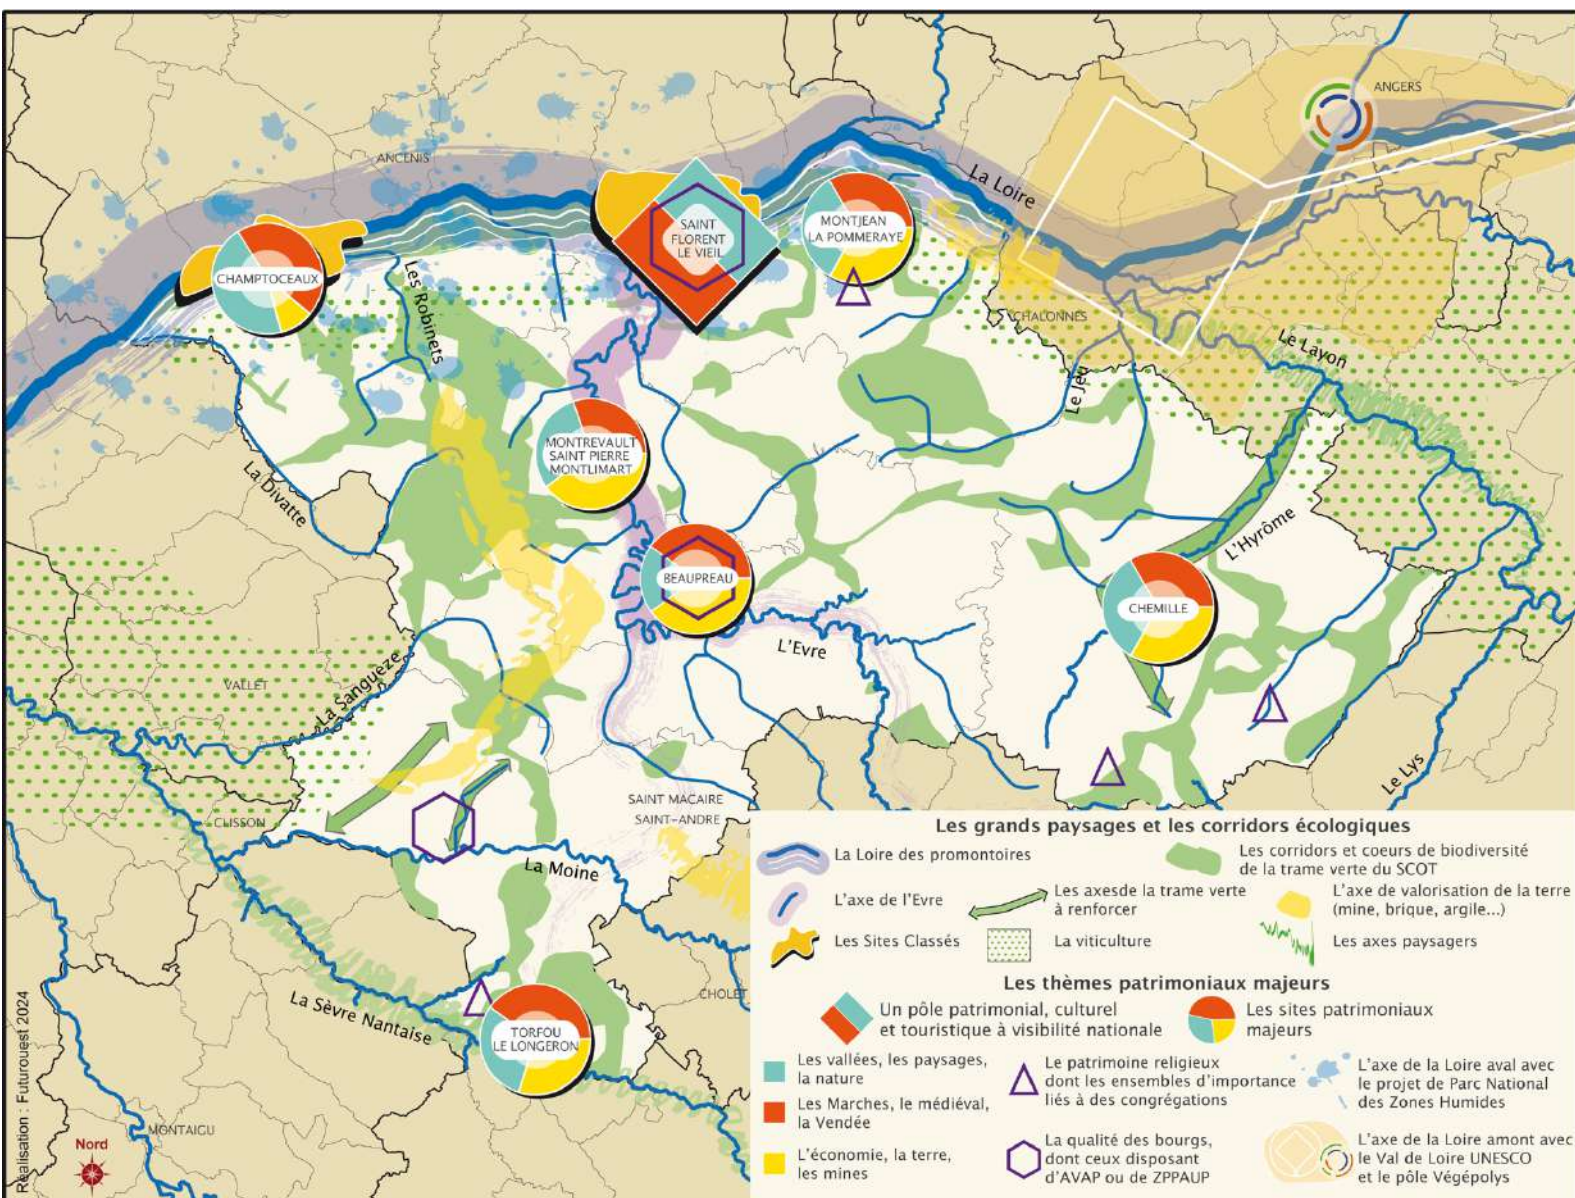 ANGERS
ANCENIS
La Loire
SAINT
FLORENT
LE VIEIL
MONTJEAN
LA POMMERAYE
CHAMPTOCEAUX
Les Robinets
CHALONNES
Le Layon
Le Jeu
MONTREVAULT
SAINT PIERRE
MONTLIMART
La Divatte
L'Hyrôme
BEAUPREAU
CHEMILLE
L'Evre
La Sanguèze
VALLET
Le Lys
SAINT MACAIRE
SAINT-ANDRE
CLISSON
La Moine
CHOLET
La Sèvre Nantaise
TORFOU
LE LONGERON
MONTAIGU
Nord
Réalisation : Futurouest 2024
Les grands paysages et les corridors écologiques
La Loire des promontoires
Les corridors et coeurs de biodiversité
de la trame verte du SCOT
L'axe de l'Evre
Les axesde la trame verte
à renforcer
L'axe de valorisation de la terre
(mine, brique, argile...)
Les Sites Classés
La viticulture
Les axes paysagers
Les thèmes patrimoniaux majeurs
Un pôle patrimonial, culturel
et touristique à visibilité nationale
Les sites patrimoniaux
majeurs
Les vallées, les paysages,
la nature
Les Marches, le médiéval,
la Vendée
L'économie, la terre,
les mines
Le patrimoine religieux
dont les ensembles d'importance
liés à des congrégations
La qualité des bourgs,
dont ceux disposant
d'AVAP ou de ZPPAUP
L'axe de la Loire aval avec
le projet de Parc National
des Zones Humides
L'axe de la Loire amont avec
le Val de Loire UNESCO
et le pôle Végépolys